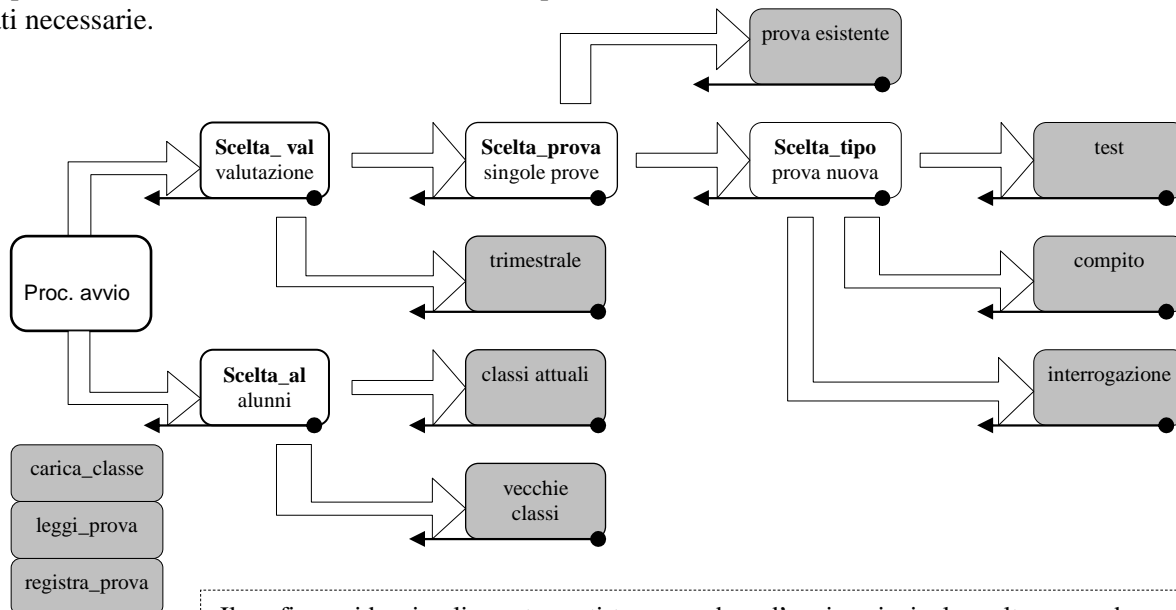 ati necessarie.
prova esistente
Scelta_ val
valutazione
Scelta_prova
singole prove
Scelta_tipo
prova nuova
test
trimestrale
compito
Proc. avvio
Scelta_al
alunni
classi attuali
interrogazione
vecchie
classi
carica_classe
leggi_prova
registra_prova